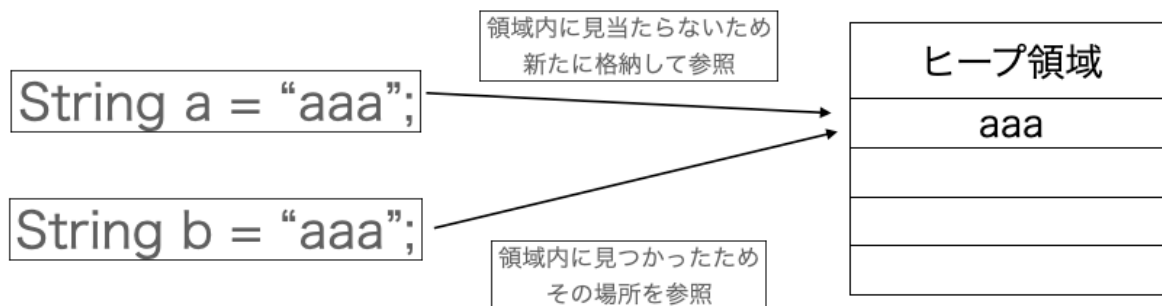 領域内に見当たらないため
新たに格納して参照
ヒープ領域
String a = “aaa”;
aaa
String b = “aaa”;
領域内に見つかったため
その場所を参照